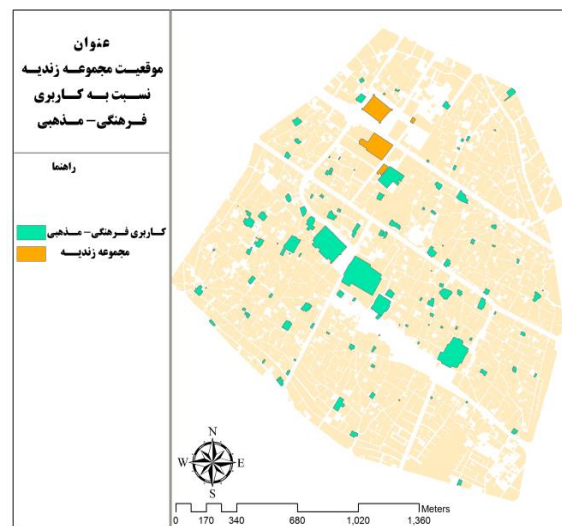 عنوان
موقعیت مجموعه زندیه
نسبت به کاربری
فرهنگی- مذهبی
راهنما
کاربری فرهنگی- مذهبی
مجموعه زندیه
N
W E
S
Meters
0 170 340 680 1,020 1,360